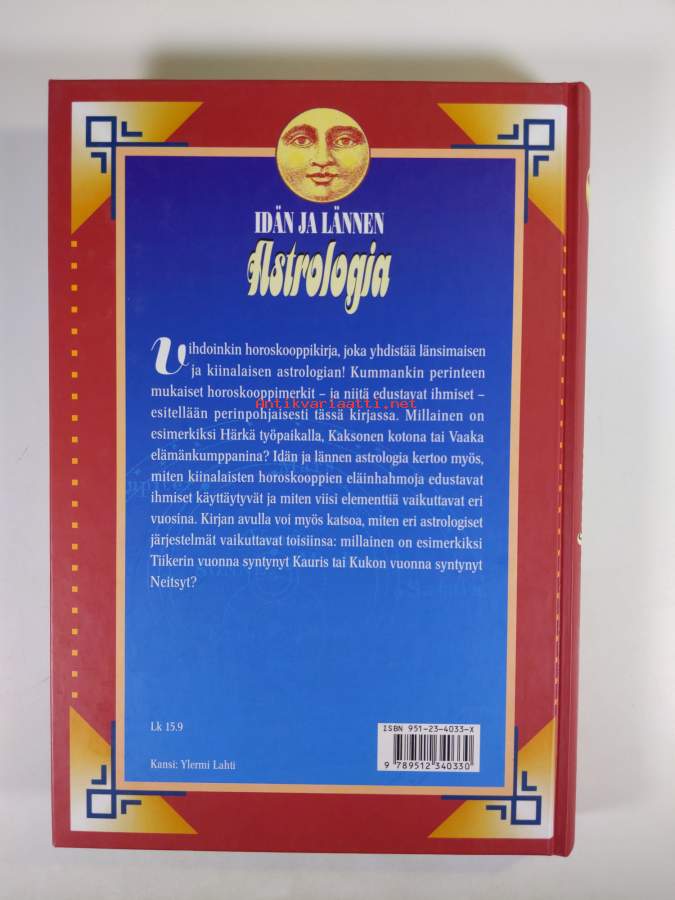 IDÄN JA LÄNNEN
Astrologia
Vihdoinkin horoskooppikirja, joka yhdistää länsimaisen
ja kiinalaisen astrologian! Kummankin perinteen
mukaiset horoskooppimerkit – ja niitä edustavat ihmiset –
Antikvariaatti.net
esitellään perinpohjaisesti tässä kirjassa. Millainen on
esimerkiksi Härkä työpaikalla, Kaksonen kotona tai Vaaka
elämänkumppanina? Idän ja lännen astrologia kertoo myös,
miten kiinalaisten horoskooppien eläinhahmoja edustavat
ihmiset käyttäytyvät ja miten viisi elementtiä vaikuttavat eri
vuosina. Kirjan avulla voi myös katsoa, miten eri astrologiset
järjestelmät vaikuttavat toisiinsa: millainen on esimerkiksi
Tiikerin vuonna syntynyt Kauris tai Kukon vuonna syntynyt
Neitsyt?
Lk 15.9
Kansi: Ylermi Lahti
ISBN 951-23-4033-X
9 789512 340330